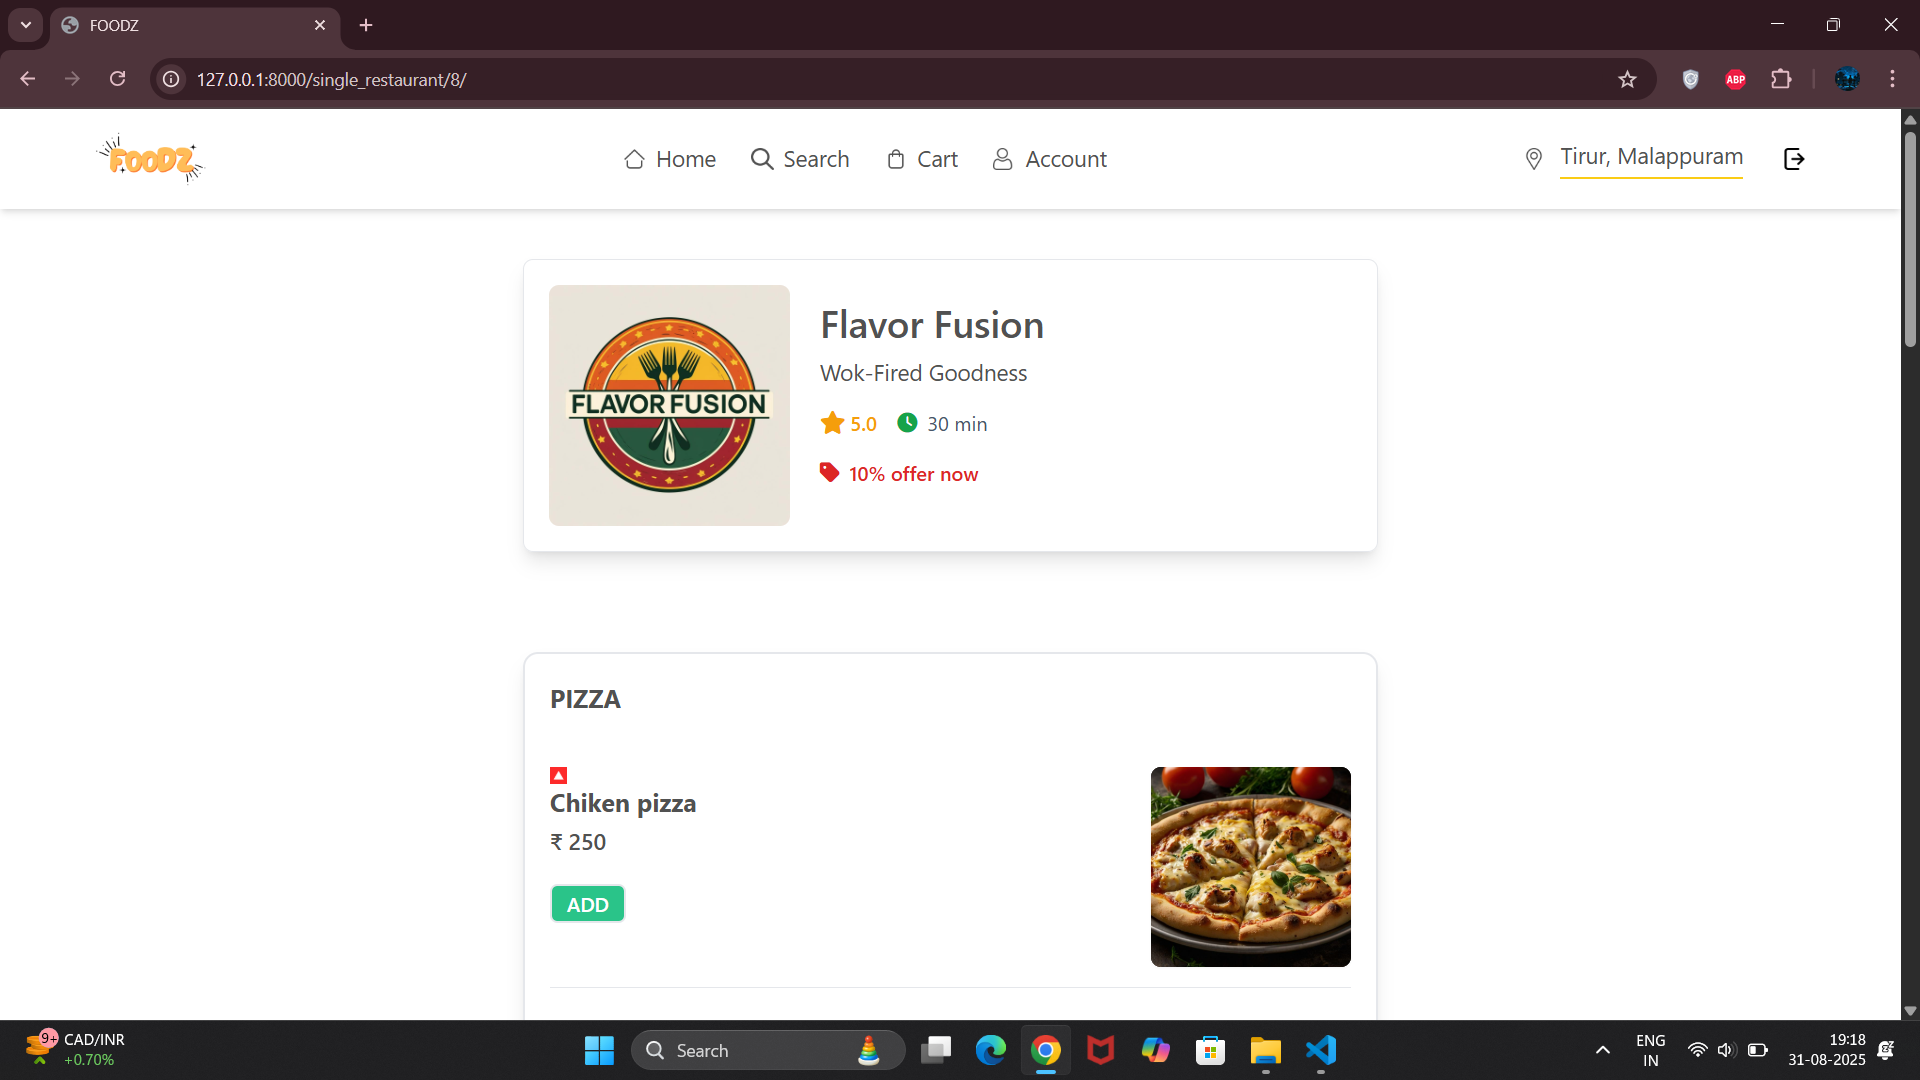 FOODZ
127.0.0.1:8000/single_restaurant/8/
ABP
FOODZ
Home
Search
Cart
Account
Tirur, Malappuram
FLAVOR FUSION
Flavor Fusion
Wok-Fired Goodness
5.0
30 min
10% offer now
PIZZA
Chiken pizza
₹ 250
ADD
9+
CAD/INR
+0.70%
Search
ENG
IN
19:18
31-08-2025